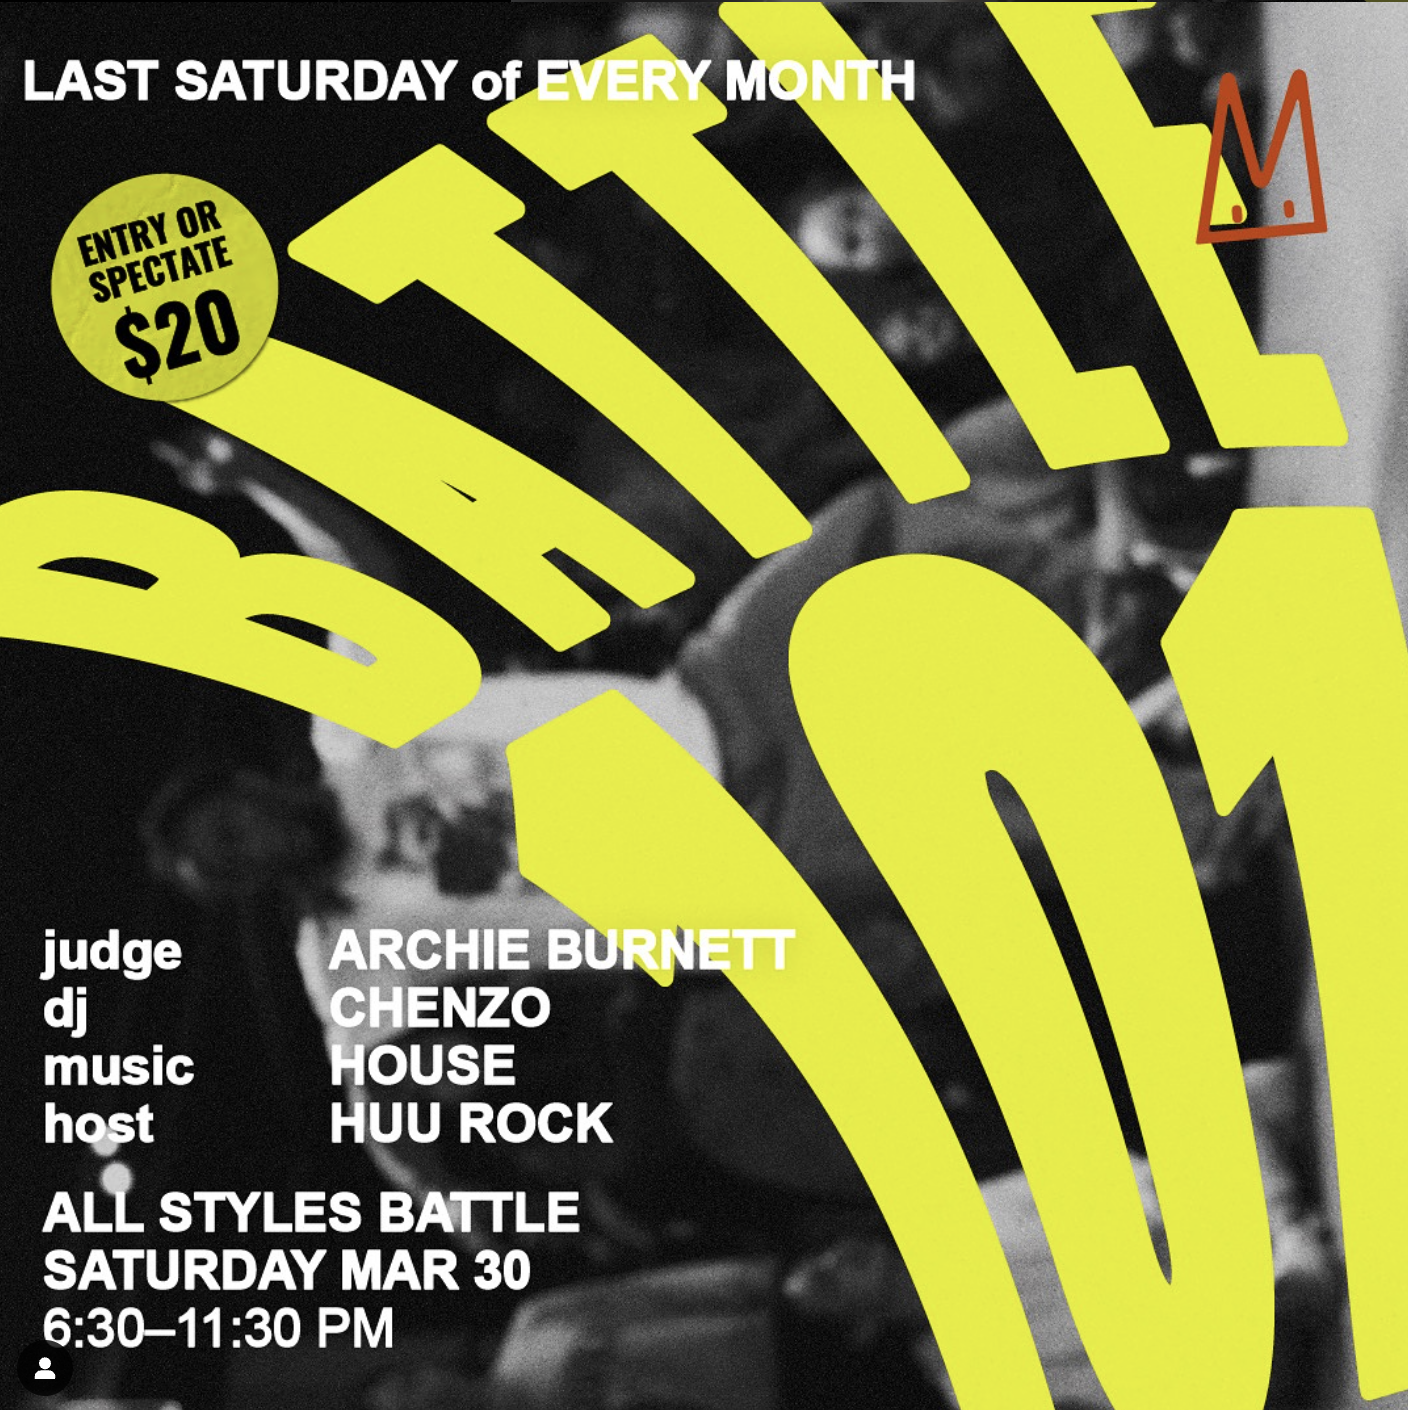 LAST SATURDAY of EVERY MONTH
ENTRY OR
SPECTATE
$20
BATTLE
'101
judge ARCHIE BURNETT
dj CHENZO
music HOUSE
host HUU ROCK
ALL STYLES BATTLE
SATURDAY MAR 30
6:30–11:30 PM